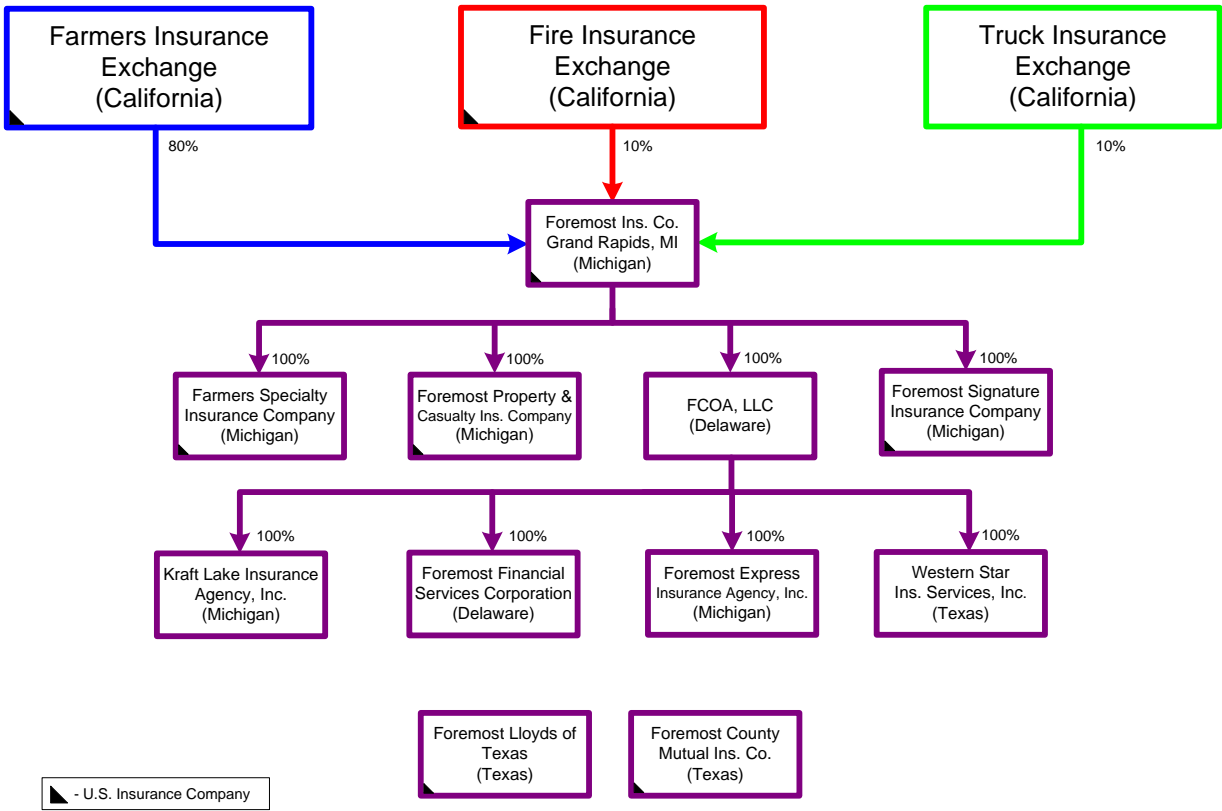 Farmers Insurance
Exchange
(California)
Fire Insurance
Exchange
(California)
Truck Insurance
Exchange
(California)
80%
10%
10%
Foremost Ins. Co.
Grand Rapids, MI
(Michigan)
100%
100%
100%
100%
Farmers Specialty
Insurance Company
(Michigan)
Foremost Property &
Casualty Ins. Company
(Michigan)
FCOA, LLC
(Delaware)
Foremost Signature
Insurance Company
(Michigan)
100%
100%
100%
100%
Kraft Lake Insurance
Agency, Inc.
(Michigan)
Foremost Financial
Services Corporation
(Delaware)
Foremost Express
Insurance Agency, Inc.
(Michigan)
Western Star
Ins. Services, Inc.
(Texas)
Foremost Lloyds of
Texas
(Texas)
Foremost County
Mutual Ins. Co.
(Texas)
- U.S. Insurance Company